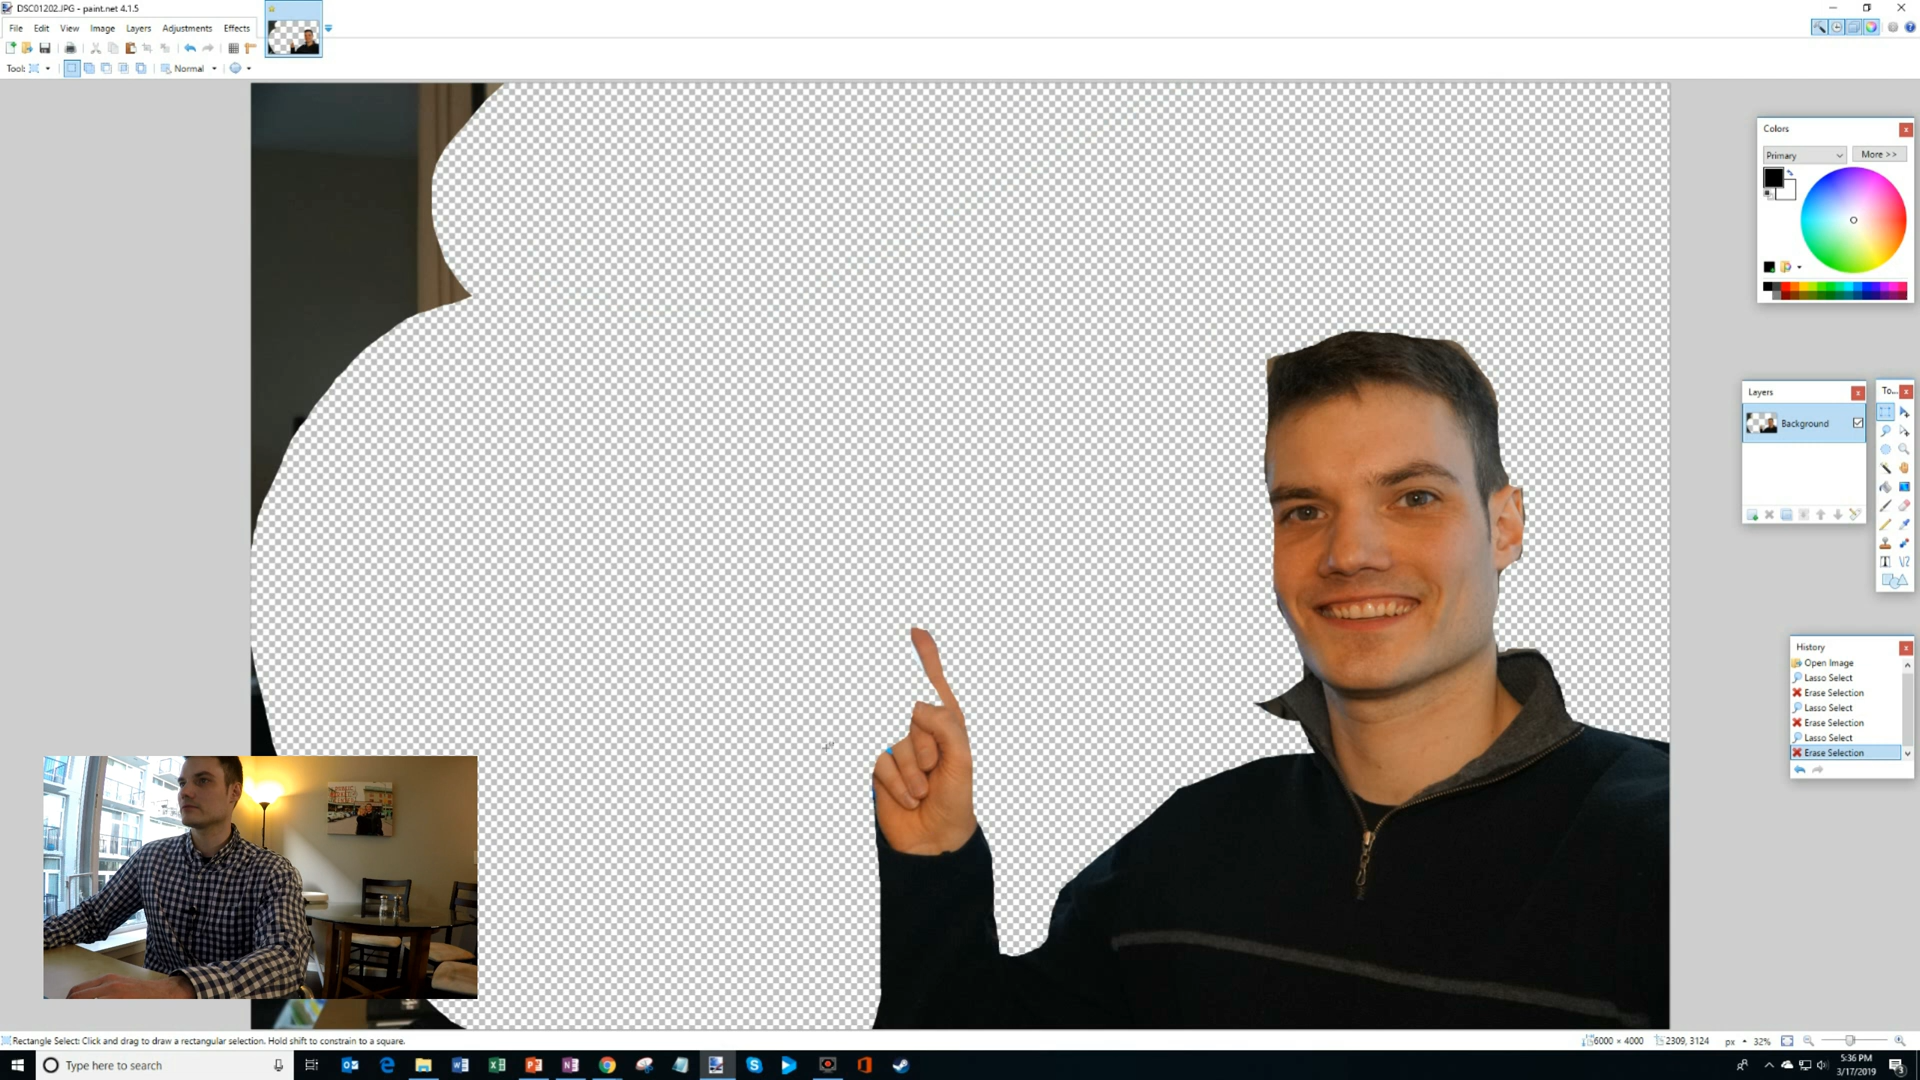 DSC01202.JPG - paint.net 4.1.5
File Edit View Image Layers Adjustments Effects
Tool: Normal
Colors
Primary More >>
Layers
Background
To...
History
Open Image
Lasso Select
Erase Selection
Lasso Select
Erase Selection
Lasso Select
Erase Selection
Rectangle Select: Click and drag to draw a rectangular selection. Hold shift to constrain to a square.
6000 × 4000 2309, 3124 px 32%
Type here to search
5:36 PM
3/17/2019